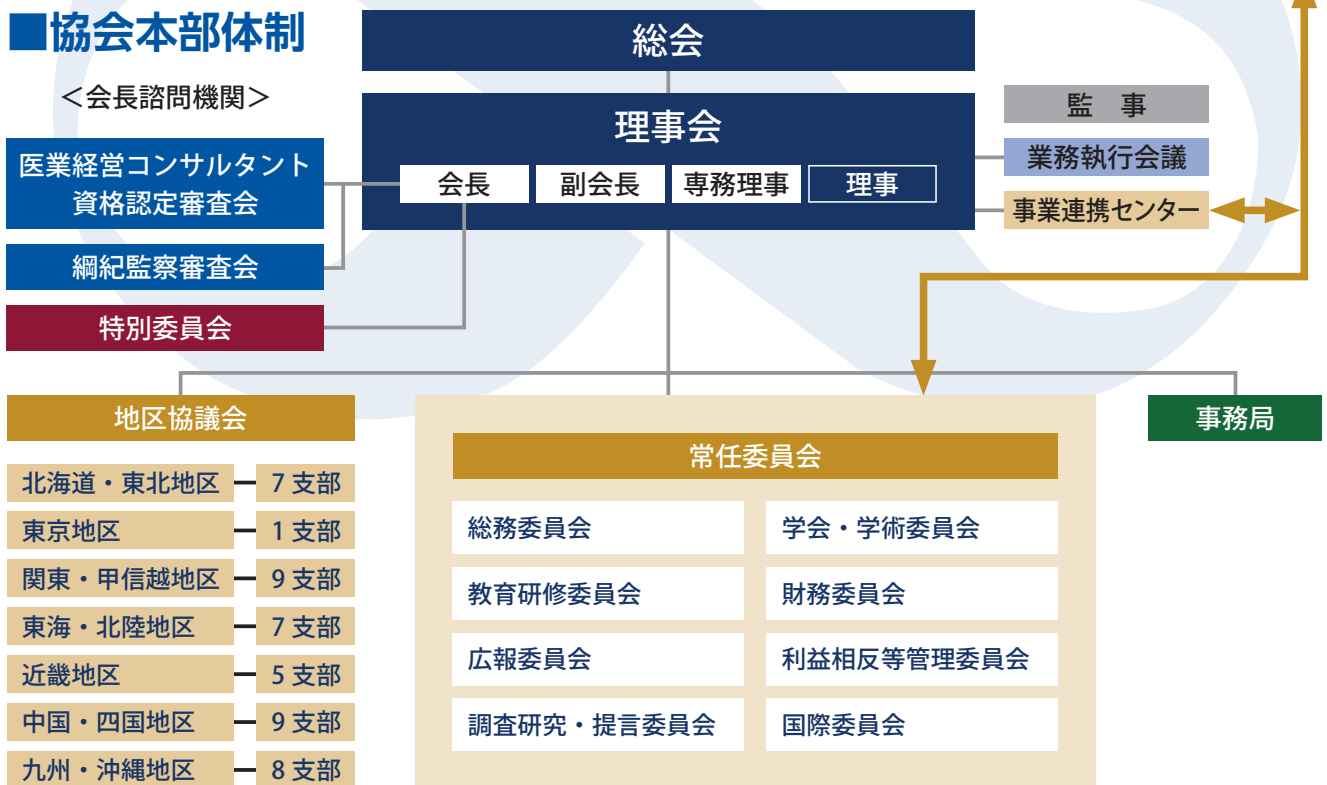 ■協会本部体制
＜会長諮問機関＞
医業経営コンサルタント
資格認定審査会
綱紀監察審査会
特別委員会
総会
理事会
会長
副会長
専務理事
理事
監　事
業務執行会議
事業連携センター
地区協議会
北海道・東北地区 7 支部
東京地区 1 支部
関東・甲信越地区 9 支部
東海・北陸地区 7 支部
近畿地区 5 支部
中国・四国地区 9 支部
九州・沖縄地区 8 支部
常任委員会
総務委員会
学会・学術委員会
教育研修委員会
財務委員会
広報委員会
利益相反等管理委員会
調査研究・提言委員会
国際委員会
事務局